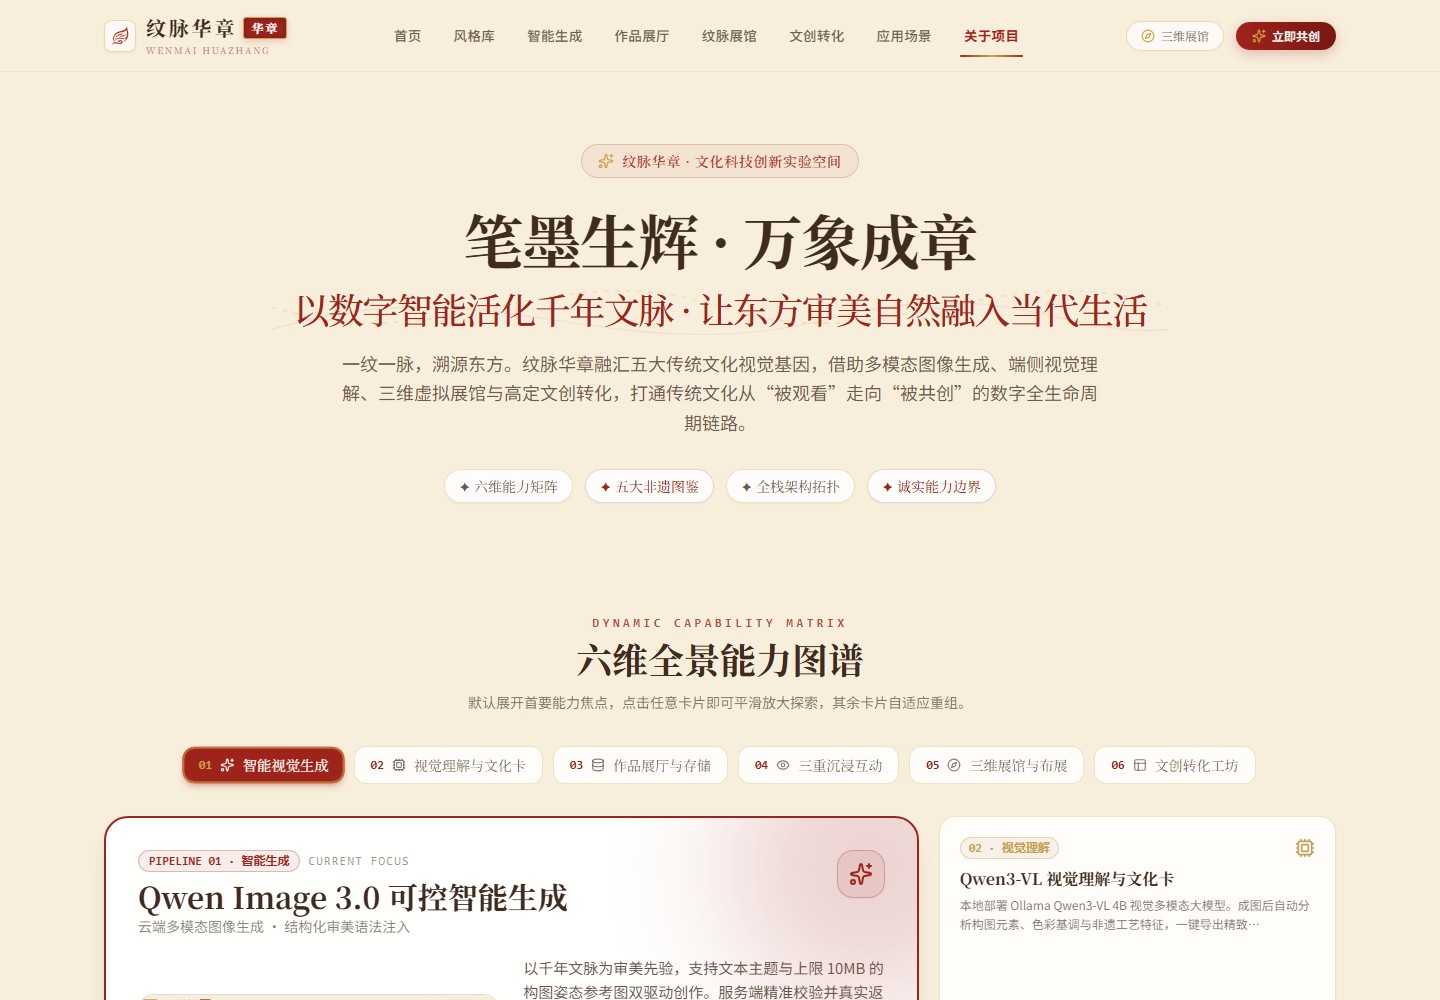 纹脉华章 华章
WENMAI HUAZHANG
首页 风格库 智能生成 作品展厅 纹脉展馆 文创转化 应用场景 关于项目
三维展馆 立即共创
纹脉华章 · 文化科技创新实验空间
笔墨生辉 · 万象成章
以数字智能活化千年文脉 · 让东方审美自然融入当代生活
一纹一脉，溯源东方。纹脉华章融汇五大传统文化视觉基因，借助多模态图像生成、端侧视觉理
解、三维虚拟展馆与高定文创转化，打通传统文化从“被观看”走向“被共创”的数字全生命周
期链路。
✦ 六维能力矩阵 ✦ 五大非遗图鉴 ✦ 全栈架构拓扑 ✦ 诚实能力边界
DYNAMIC CAPABILITY MATRIX
六维全景能力图谱
默认展开首要能力焦点，点击任意卡片即可平滑放大探索，其余卡片自适应重组。
01 智能视觉生成 02 视觉理解与文化卡 03 作品展厅与存储 04 三重沉浸互动 05 三维展馆与布展 06 文创转化工坊
PIPELINE 01 · 智能生成 CURRENT FOCUS
Qwen Image 3.0 可控智能生成
云端多模态图像生成 · 结构化审美语法注入
以千年文脉为审美先验，支持文本主题与上限 10MB 的
构图姿态参考图双驱动创作。服务端精准校验并真实返
02 · 视觉理解
Qwen3-VL 视觉理解与文化卡
本地部署 Ollama Qwen3-VL 4B 视觉多模态大模型。成图后自动分
析构图元素、色彩基调与非遗工艺特征，一键导出精致…